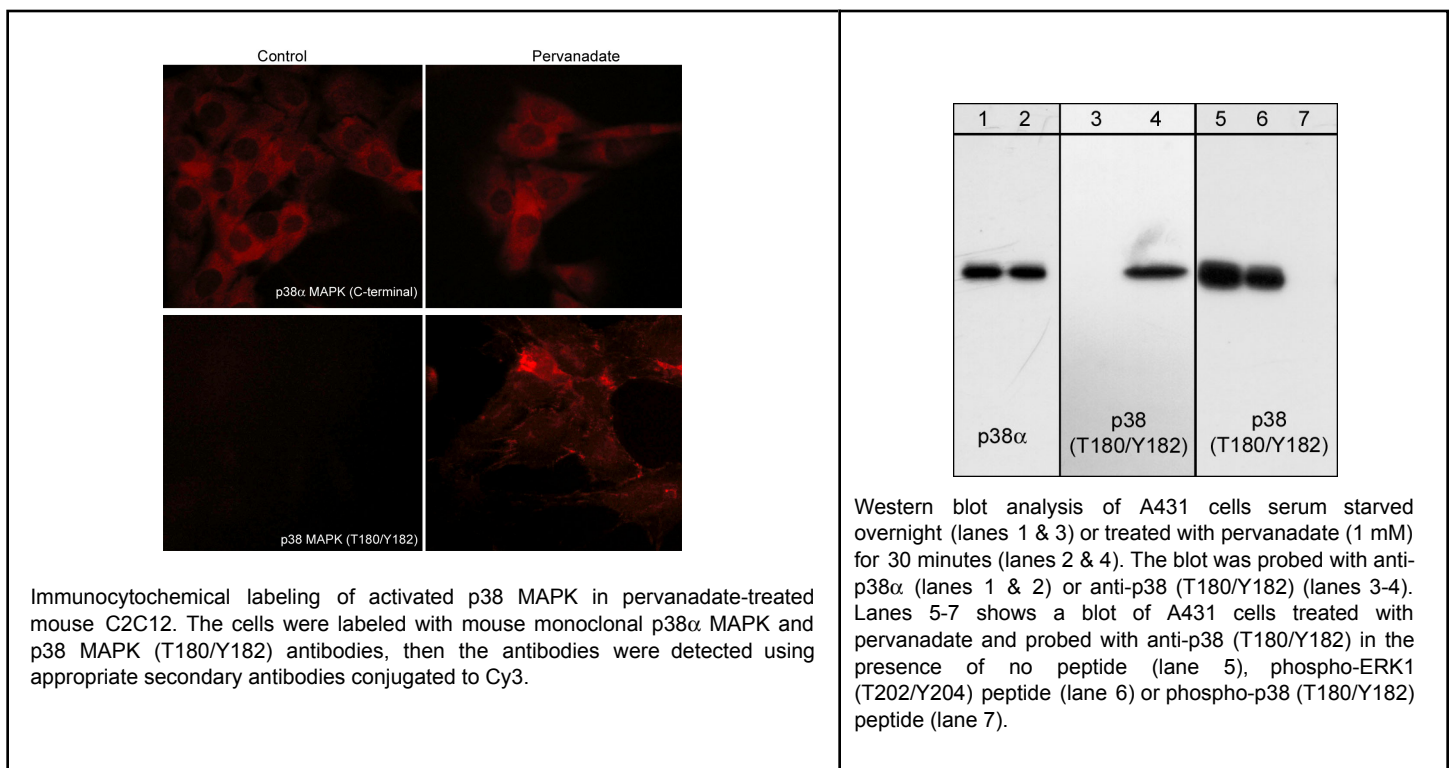 Control
Pervanadate
p38α MAPK (C-terminal)
p38 MAPK (T180/Y182)
Immunocytochemical labeling of activated p38 MAPK in pervanadate-treated
mouse C2C12. The cells were labeled with mouse monoclonal p38α MAPK and
p38 MAPK (T180/Y182) antibodies, then the antibodies were detected using
appropriate secondary antibodies conjugated to Cy3.
1 2 3 4 5 6 7
p38α
p38
(T180/Y182)
p38
(T180/Y182)
Western blot analysis of A431 cells serum starved
overnight (lanes 1 & 3) or treated with pervanadate (1 mM)
for 30 minutes (lanes 2 & 4). The blot was probed with anti-
p38α (lanes 1 & 2) or anti-p38 (T180/Y182) (lanes 3-4).
Lanes 5-7 shows a blot of A431 cells treated with
pervanadate and probed with anti-p38 (T180/Y182) in the
presence of no peptide (lane 5), phospho-ERK1
(T202/Y204) peptide (lane 6) or phospho-p38 (T180/Y182)
peptide (lane 7).